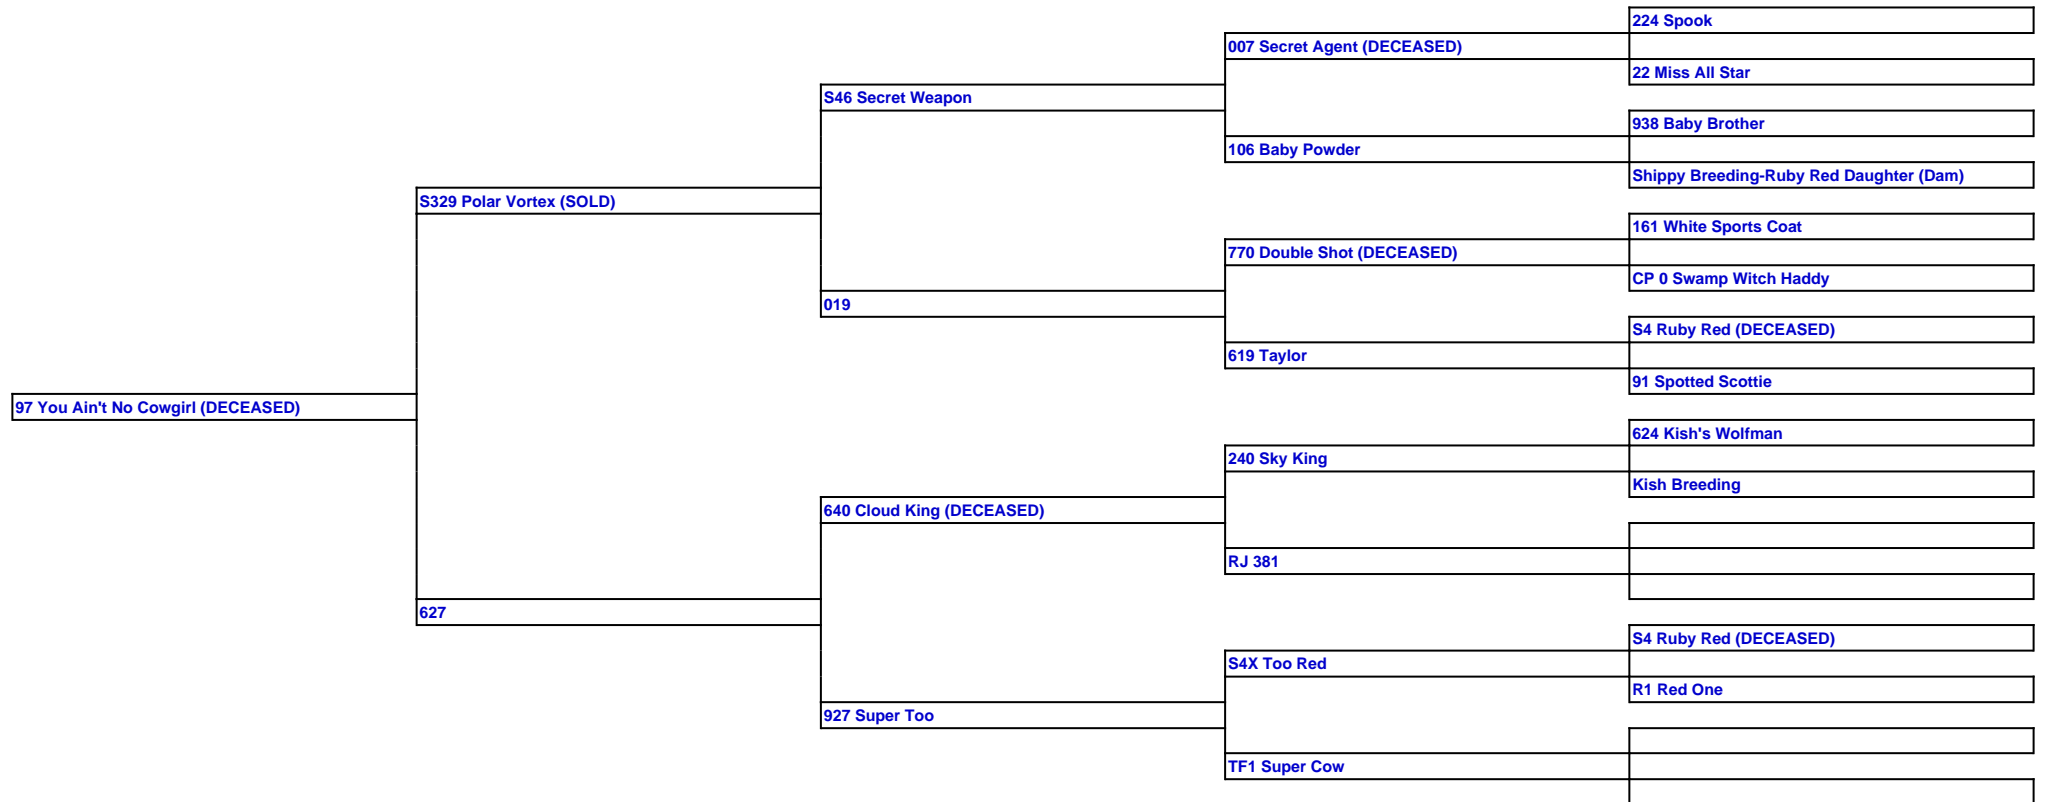 224 Spook
007 Secret Agent (DECEASED)
22 Miss All Star
S46 Secret Weapon
938 Baby Brother
106 Baby Powder
Shippy Breeding-Ruby Red Daughter (Dam)
S329 Polar Vortex (SOLD)
161 White Sports Coat
770 Double Shot (DECEASED)
CP 0 Swamp Witch Haddy
019
S4 Ruby Red (DECEASED)
619 Taylor
91 Spotted Scottie
97 You Ain't No Cowgirl (DECEASED)
624 Kish's Wolfman
240 Sky King
Kish Breeding
640 Cloud King (DECEASED)
RJ 381
627
S4 Ruby Red (DECEASED)
S4X Too Red
R1 Red One
927 Super Too
TF1 Super Cow